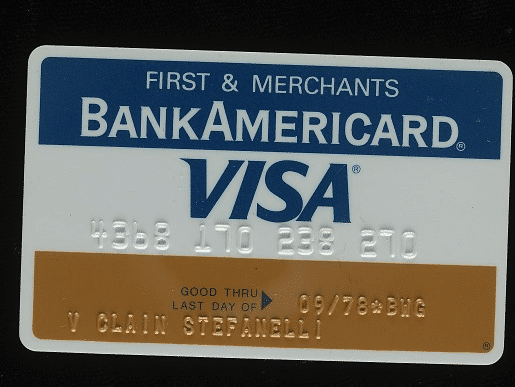 FIRST & MERCHANTS
BANKAMERICARD®
VISA®
4368 170 238 270
GOOD THRU
LAST DAY OF 09/78*BWG
V CLAIN STEFANELLI
®